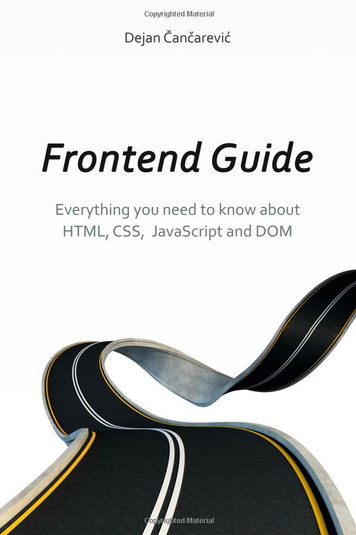 Copyrighted Material
Dejan Čančarević
Frontend Guide
Everything you need to know about
HTML, CSS, JavaScript and DOM
Copyrighted Material